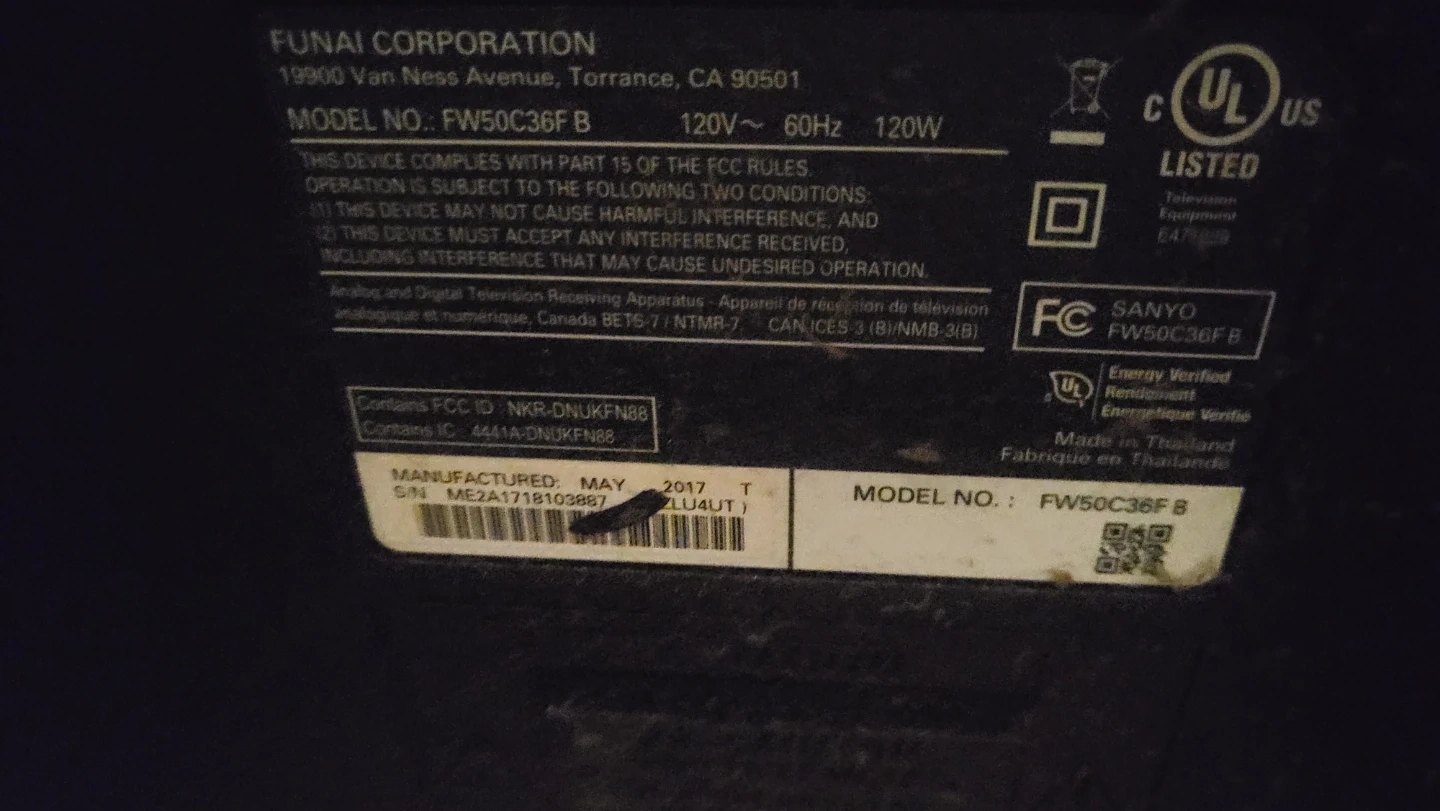 FUNAI CORPORATION
19900 Van Ness Avenue, Torrance, CA 90501
MODEL NO.: FW50C36F B 120V~ 60Hz 120W
THIS DEVICE COMPLIES WITH PART 15 OF THE FCC RULES.
OPERATION IS SUBJECT TO THE FOLLOWING TWO CONDITIONS:
(1) THIS DEVICE MAY NOT CAUSE HARMFUL INTERFERENCE, AND
(2) THIS DEVICE MUST ACCEPT ANY INTERFERENCE RECEIVED,
INCLUDING INTERFERENCE THAT MAY CAUSE UNDESIRED OPERATION.
Analog and Digital Television Receiving Apparatus - Appareil de réception de télévision
analogique et numérique, Canada BETS-7 / NTMR-7 CAN ICES-3 (B)/NMB-3(B)
C UL US
LISTED
Television
Equipment
FC SANYO
FW50C36F B
UL Energy Verified
Rendement
Énergétique Vérifié
Made in Thailand
Fabriqué en Thaïlande
Contains FCC ID : NKR-DNUKFN88
Contains IC : 4441A-DNUKFN88
MANUFACTURED: MAY 2017 T
S/N ME2A1718103887 ZLU4UT )
MODEL NO. : FW50C36F B